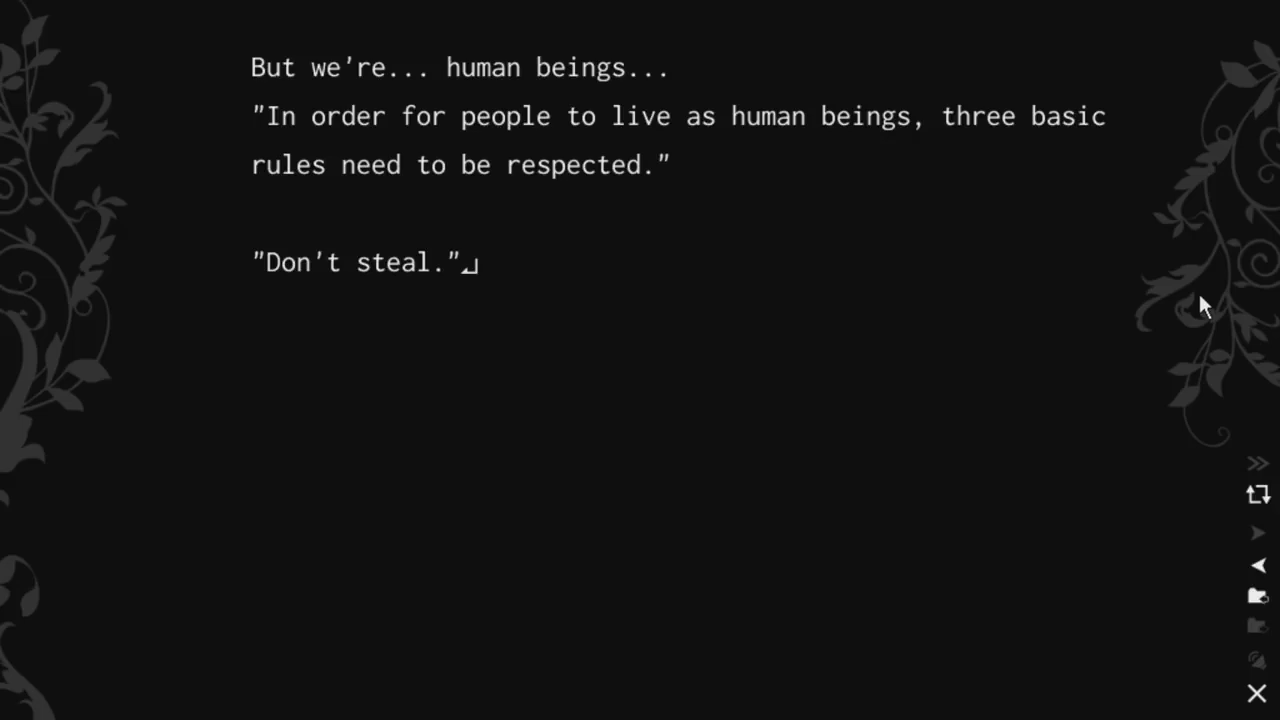 But we're... human beings...
"In order for people to live as human beings, three basic
rules need to be respected."
"Don't steal."